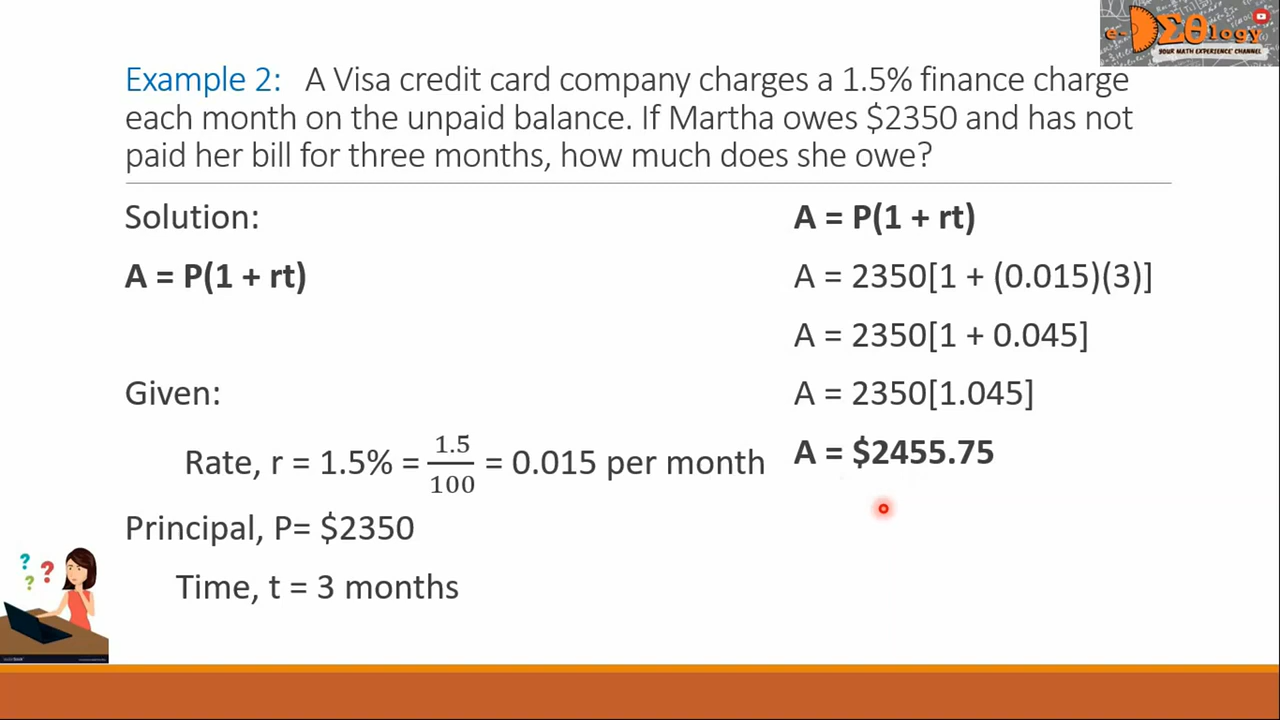 e-DΣθlogy
YOUR MATH EXPERIENCE CHANNEL
Example 2: A Visa credit card company charges a 1.5% finance charge
each month on the unpaid balance. If Martha owes $2350 and has not
paid her bill for three months, how much does she owe?
Solution:
A = P(1 + rt)
Given:
Rate, r = 1.5% = 1.5/100 = 0.015 per month
Principal, P= $2350
Time, t = 3 months
A = P(1 + rt)
A = 2350[1 + (0.015)(3)]
A = 2350[1 + 0.045]
A = 2350[1.045]
A = $2455.75
? ? ?